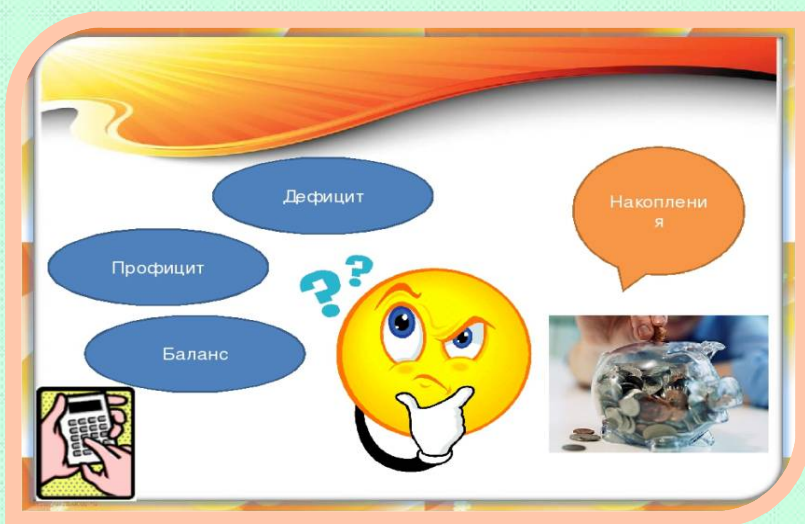 Дефицит
Накоплени
я
Профицит
Баланс
??